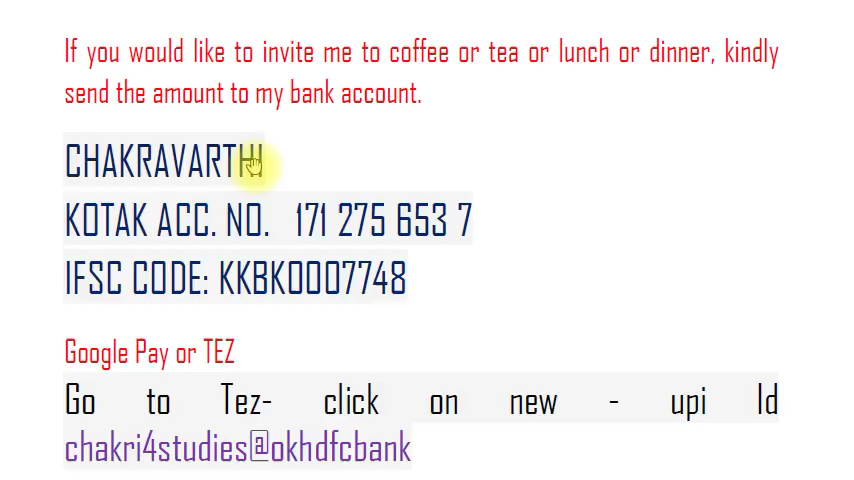 If you would like to invite me to coffee or tea or lunch or dinner, kindly
send the amount to my bank account.
CHAKRAVARTHI
KOTAK ACC. NO. 171 275 653 7
IFSC CODE: KKBK0007748
Google Pay or TEZ
Go to Tez- click on new - upi Id
chakri4studies@okhdfcbank